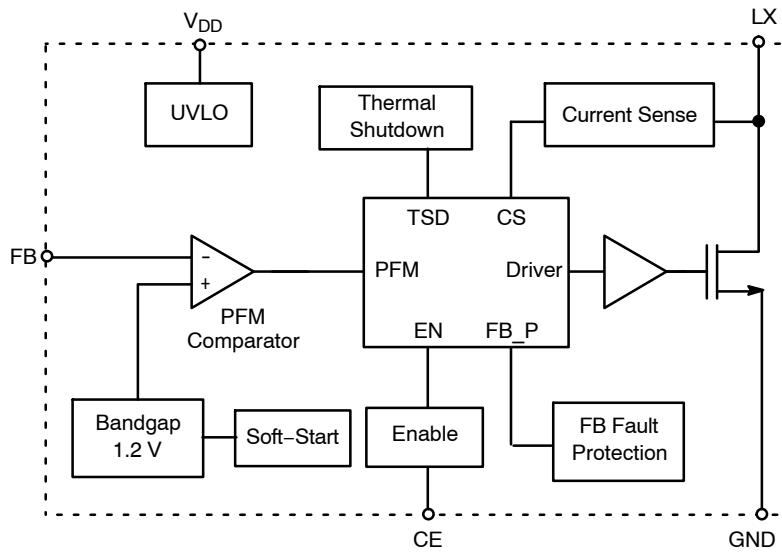 VDD
LX
UVLO
Thermal
Shutdown
Current Sense
TSD
CS
FB
−
+
PFM
Driver
PFM
Comparator
EN
FB_P
Bandgap
1.2 V
Soft−Start
Enable
FB Fault
Protection
CE
GND